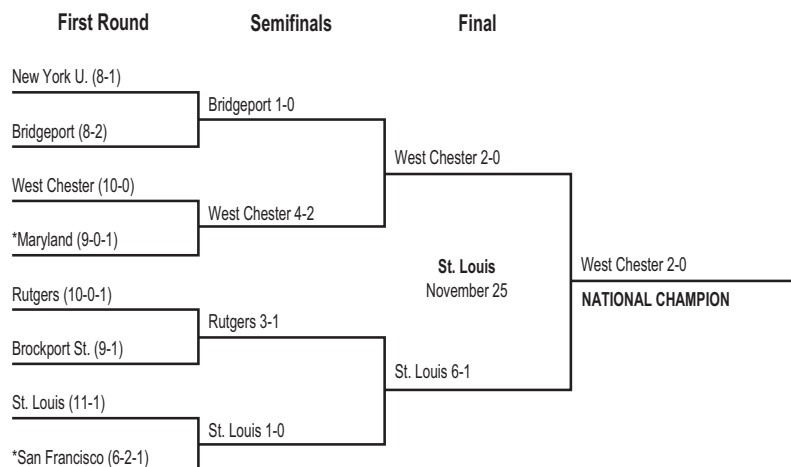 First Round
Semifinals
Final
New York U. (8-1)
Bridgeport 1-0
Bridgeport (8-2)
West Chester 2-0
West Chester (10-0)
West Chester 4-2
*Maryland (9-0-1)
St. Louis
November 25
West Chester 2-0
NATIONAL CHAMPION
Rutgers (10-0-1)
Rutgers 3-1
Brockport St. (9-1)
St. Louis 6-1
St. Louis (11-1)
St. Louis 1-0
*San Francisco (6-2-1)